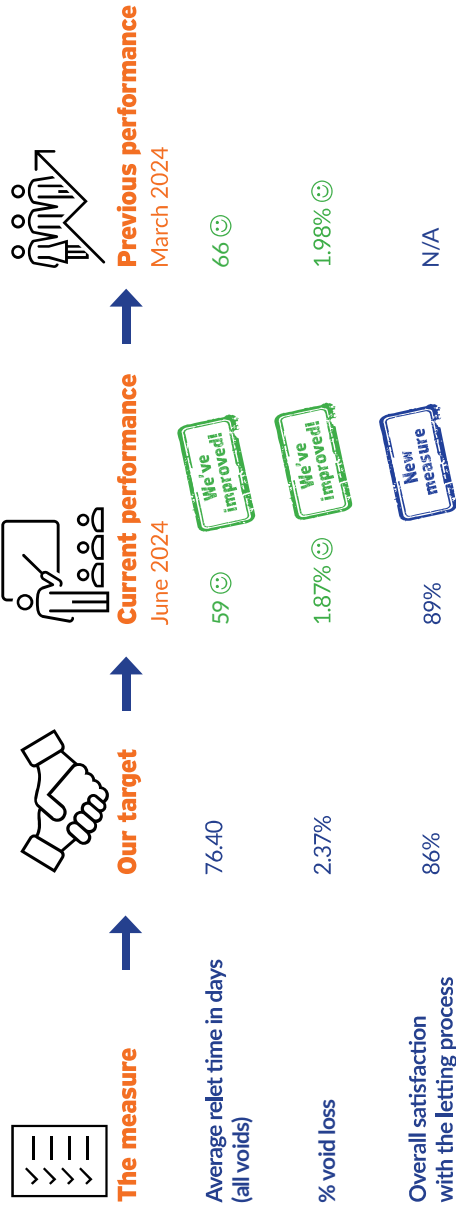 The measure
Our target
Current performance
June 2024
Previous performance
March 2024
Average relet time in days
(all voids)
76.40
59
We've
improved!
66
% void loss
2.37%
1.87%
We've
improved!
1.98%
Overall satisfaction
with the letting process
86%
89%
New
measure
N/A